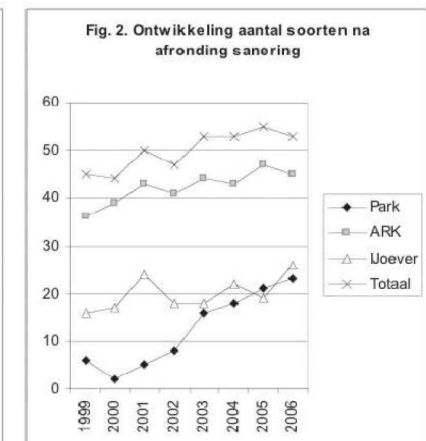 Fig. 2. Ontwikkeling aantal soorten na
afronding sanering
60
50
40
30
20
10
0
1999
2000
2001
2002
2003
2004
2005
2006
Park
ARK
IJoever
Totaal